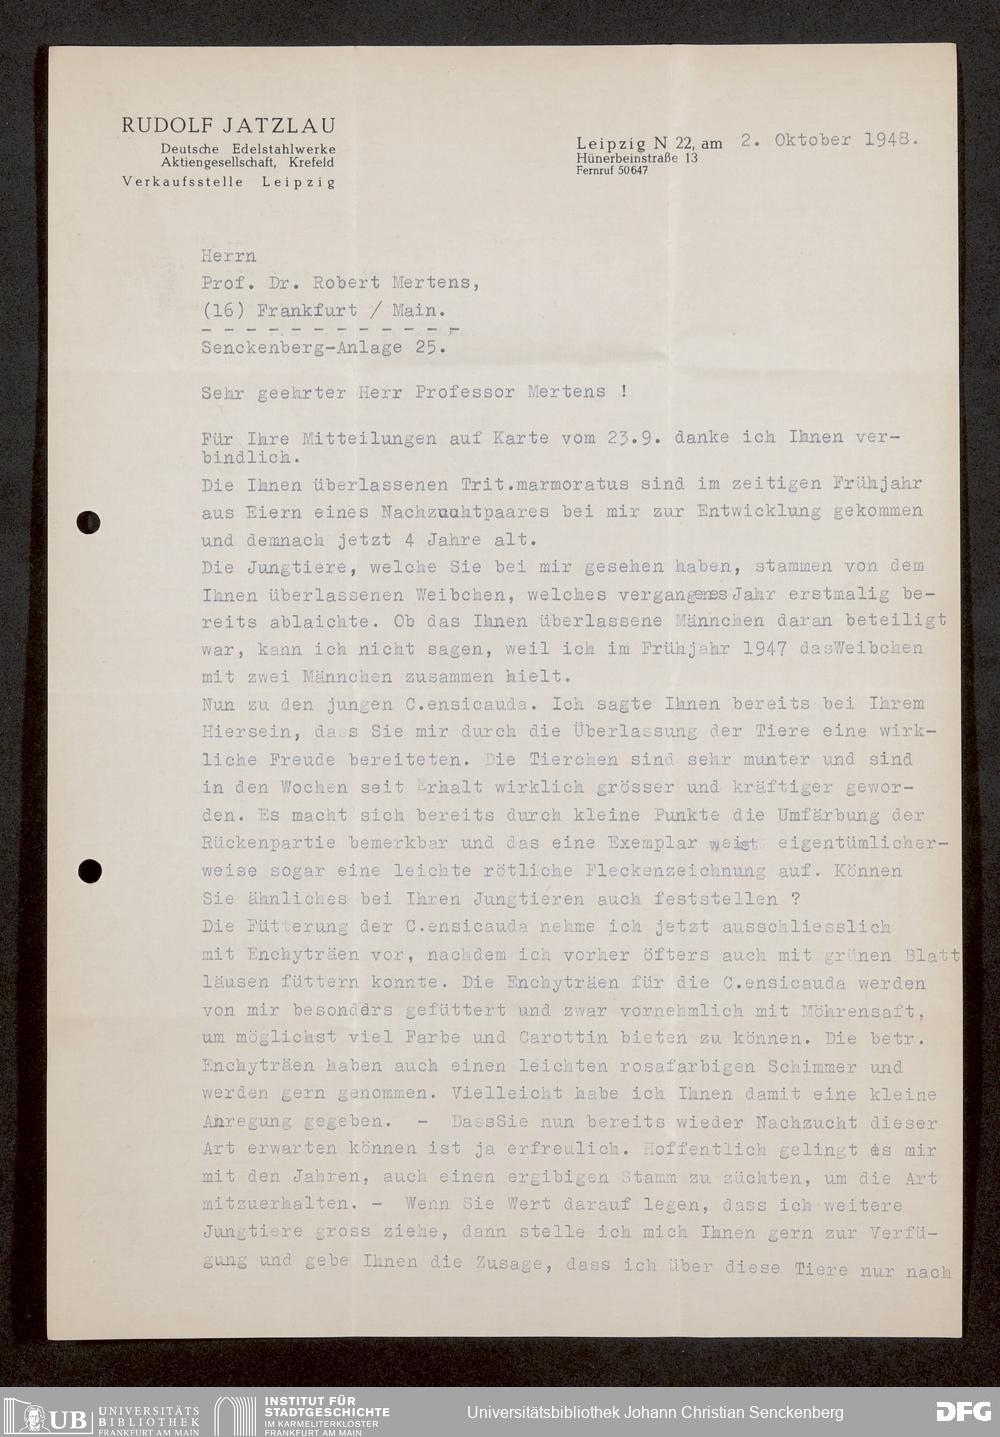 RUDOLF JATZLAU
Deutsche Edelstahlwerke
Aktiengesellschaft, Krefeld
Verkaufsstelle Leipzig
Leipzig N 22, am 2. Oktober 1948.
Hünerbeinstraße 13
Fernruf 50647
Herrn
Prof. Dr. Robert Mertens,
(16) Frankfurt / Main.
- - - - - - - - - - - -
Senckenberg-Anlage 25.
Sehr geehrter Herr Professor Mertens !
Für Ihre Mitteilungen auf Karte vom 23.9. danke ich Ihnen ver-
bindlich.
Die Ihnen überlassenen Trit.marmoratus sind im zeitigen Frühjahr
aus Eiern eines Nachzuchtpaares bei mir zur Entwicklung gekommen
und demnach jetzt 4 Jahre alt.
Die Jungtiere, welche Sie bei mir gesehen haben, stammen von dem
Ihnen überlassenen Weibchen, welches vergangenes Jahr erstmalig be-
reits ablaichte. Ob das Ihnen überlassene Männchen daran beteiligt
war, kann ich nicht sagen, weil ich im Frühjahr 1947 dasWeibchen
mit zwei Männchen zusammen hielt.
Nun zu den jungen C.ensicauda. Ich sagte Ihnen bereits bei Ihrem
Hiersein, dass Sie mir durch die Überlassung der Tiere eine wirk-
liche Freude bereiteten. Die Tierchen sind sehr munter und sind
in den Wochen seit Erhalt wirklich grösser und kräftiger gewor-
den. Es macht sich bereits durch kleine Punkte die Umfärbung der
Rückenpartie bemerkbar und das eine Exemplar weist eigentümlicher-
weise sogar eine leichte rötliche Fleckenzeichnung auf. Können
Sie ähnliches bei Ihren Jungtieren auch feststellen ?
Die Fütterung der C.ensicauda nehme ich jetzt ausschliesslich
mit Enchyträen vor, nachdem ich vorher öfters auch mit grünen Blatt
läusen füttern konnte. Die Enchyträen für die C.ensicauda werden
von mir besonders gefüttert und zwar vornehmlich mit Möhrensaft,
um möglichst viel Farbe und Carottin bieten zu können. Die betr.
Enchyträen haben auch einen leichten rosafarbigen Schimmer und
werden gern genommen. Vielleicht habe ich Ihnen damit eine kleine
Anregung gegeben. - DassSie nun bereits wieder Nachzucht dieser
Art erwarten können ist ja erfreulich. Hoffentlich gelingt es mir
mit den Jahren, auch einen ergibigen Stamm zu züchten, um die Art
mitzuerhalten. - Wenn Sie Wert darauf legen, dass ich weitere
Jungtiere gross ziehe, dann stelle ich mich Ihnen gern zur Verfü-
gung und gebe Ihnen die Zusage, dass ich über diese Tiere nur nach
UB UNIVERSITÄTS
BIBLIOTHEK
FRANKFURT AM MAIN
INSTITUT FÜR
STADTGESCHICHTE
IM KARMELITERKLOSTER
FRANKFURT AM MAIN
Universitätsbibliothek Johann Christian Senckenberg
DFG